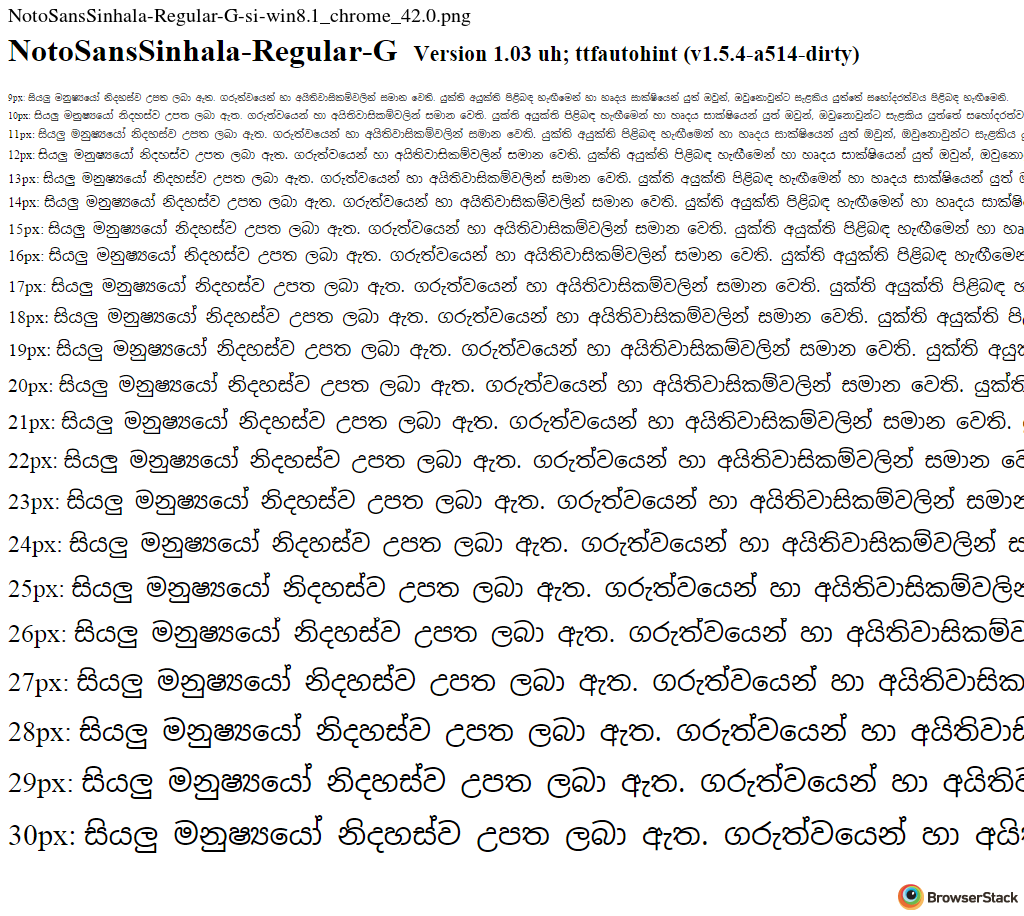 NotoSansSinhala-Regular-G-si-win8.1_chrome_42.0.png
NotoSansSinhala-Regular-G Version 1.03 uh; ttfautohint (v1.5.4-a514-dirty)
9px: සියලු මනුෂ්‍යයෝ නිදහස්ව උපත ලබා ඇත. ගරුත්වයෙන් හා අයිතිවාසිකම්වලින් සමාන වෙති. යුක්ති අයුක්ති පිළිබඳ හැඟීමෙන් හා හෘදය සාක්ෂියෙන් යුත් ඔවුන්, ඔවුනොවුන්ට සැළකිය යුත්තේ සහෝදරත්වය පිළිබඳ හැඟීමෙනි.
10px: සියලු මනුෂ්‍යයෝ නිදහස්ව උපත ලබා ඇත. ගරුත්වයෙන් හා අයිතිවාසිකම්වලින් සමාන වෙති. යුක්ති අයුක්ති පිළිබඳ හැඟීමෙන් හා හෘදය සාක්ෂියෙන් යුත් ඔවුන්, ඔවුනොවුන්ට සැළකිය යුත්තේ සහෝදරත්ව
11px: සියලු මනුෂ්‍යයෝ නිදහස්ව උපත ලබා ඇත. ගරුත්වයෙන් හා අයිතිවාසිකම්වලින් සමාන වෙති. යුක්ති අයුක්ති පිළිබඳ හැඟීමෙන් හා හෘදය සාක්ෂියෙන් යුත් ඔවුන්, ඔවුනොවුන්ට සැළකිය
12px: සියලු මනුෂ්‍යයෝ නිදහස්ව උපත ලබා ඇත. ගරුත්වයෙන් හා අයිතිවාසිකම්වලින් සමාන වෙති. යුක්ති අයුක්ති පිළිබඳ හැඟීමෙන් හා හෘදය සාක්ෂියෙන් යුත් ඔවුන්, ඔවුනො
13px: සියලු මනුෂ්‍යයෝ නිදහස්ව උපත ලබා ඇත. ගරුත්වයෙන් හා අයිතිවාසිකම්වලින් සමාන වෙති. යුක්ති අයුක්ති පිළිබඳ හැඟීමෙන් හා හෘදය සාක්ෂියෙන් යුත්
14px: සියලු මනුෂ්‍යයෝ නිදහස්ව උපත ලබා ඇත. ගරුත්වයෙන් හා අයිතිවාසිකම්වලින් සමාන වෙති. යුක්ති අයුක්ති පිළිබඳ හැඟීමෙන් හා හෘදය සාක්ෂි
15px: සියලු මනුෂ්‍යයෝ නිදහස්ව උපත ලබා ඇත. ගරුත්වයෙන් හා අයිතිවාසිකම්වලින් සමාන වෙති. යුක්ති අයුක්ති පිළිබඳ හැඟීමෙන් හා හෘ
16px: සියලු මනුෂ්‍යයෝ නිදහස්ව උපත ලබා ඇත. ගරුත්වයෙන් හා අයිතිවාසිකම්වලින් සමාන වෙති. යුක්ති අයුක්ති පිළිබඳ හැඟීමෙන්
17px: සියලු මනුෂ්‍යයෝ නිදහස්ව උපත ලබා ඇත. ගරුත්වයෙන් හා අයිතිවාසිකම්වලින් සමාන වෙති. යුක්ති අයුක්ති පිළිබඳ
18px: සියලු මනුෂ්‍යයෝ නිදහස්ව උපත ලබා ඇත. ගරුත්වයෙන් හා අයිතිවාසිකම්වලින් සමාන වෙති. යුක්ති අයුක්ති පි
19px: සියලු මනුෂ්‍යයෝ නිදහස්ව උපත ලබා ඇත. ගරුත්වයෙන් හා අයිතිවාසිකම්වලින් සමාන වෙති. යුක්ති අයු
20px: සියලු මනුෂ්‍යයෝ නිදහස්ව උපත ලබා ඇත. ගරුත්වයෙන් හා අයිතිවාසිකම්වලින් සමාන වෙති. යුක්ති
21px: සියලු මනුෂ්‍යයෝ නිදහස්ව උපත ලබා ඇත. ගරුත්වයෙන් හා අයිතිවාසිකම්වලින් සමාන වෙති.
22px: සියලු මනුෂ්‍යයෝ නිදහස්ව උපත ලබා ඇත. ගරුත්වයෙන් හා අයිතිවාසිකම්වලින් සමාන වෙ
23px: සියලු මනුෂ්‍යයෝ නිදහස්ව උපත ලබා ඇත. ගරුත්වයෙන් හා අයිතිවාසිකම්වලින් සමාන
24px: සියලු මනුෂ්‍යයෝ නිදහස්ව උපත ලබා ඇත. ගරුත්වයෙන් හා අයිතිවාසිකම්වලින් ස
25px: සියලු මනුෂ්‍යයෝ නිදහස්ව උපත ලබා ඇත. ගරුත්වයෙන් හා අයිතිවාසිකම්වලින්
26px: සියලු මනුෂ්‍යයෝ නිදහස්ව උපත ලබා ඇත. ගරුත්වයෙන් හා අයිතිවාසිකම්ව
27px: සියලු මනුෂ්‍යයෝ නිදහස්ව උපත ලබා ඇත. ගරුත්වයෙන් හා අයිතිවාසික
28px: සියලු මනුෂ්‍යයෝ නිදහස්ව උපත ලබා ඇත. ගරුත්වයෙන් හා අයිතිවාසි
29px: සියලු මනුෂ්‍යයෝ නිදහස්ව උපත ලබා ඇත. ගරුත්වයෙන් හා අයිතිව
30px: සියලු මනුෂ්‍යයෝ නිදහස්ව උපත ලබා ඇත. ගරුත්වයෙන් හා අයිති
BrowserStack